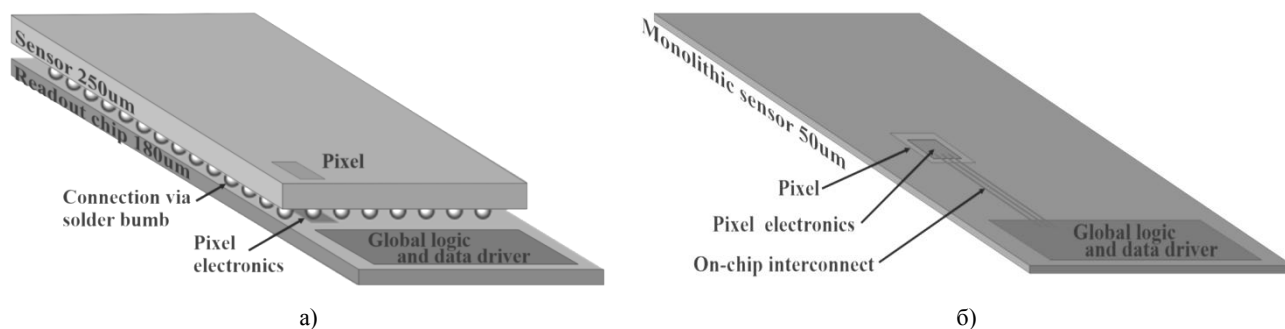 Sensor 250um
Readout chip 180um
Pixel
Connection via
solder bumb
Pixel
electronics
Global logic
and data driver
а)
Monolithic sensor 50um
Pixel
Pixel electronics
On-chip interconnect
Global logic
and data driver
б)